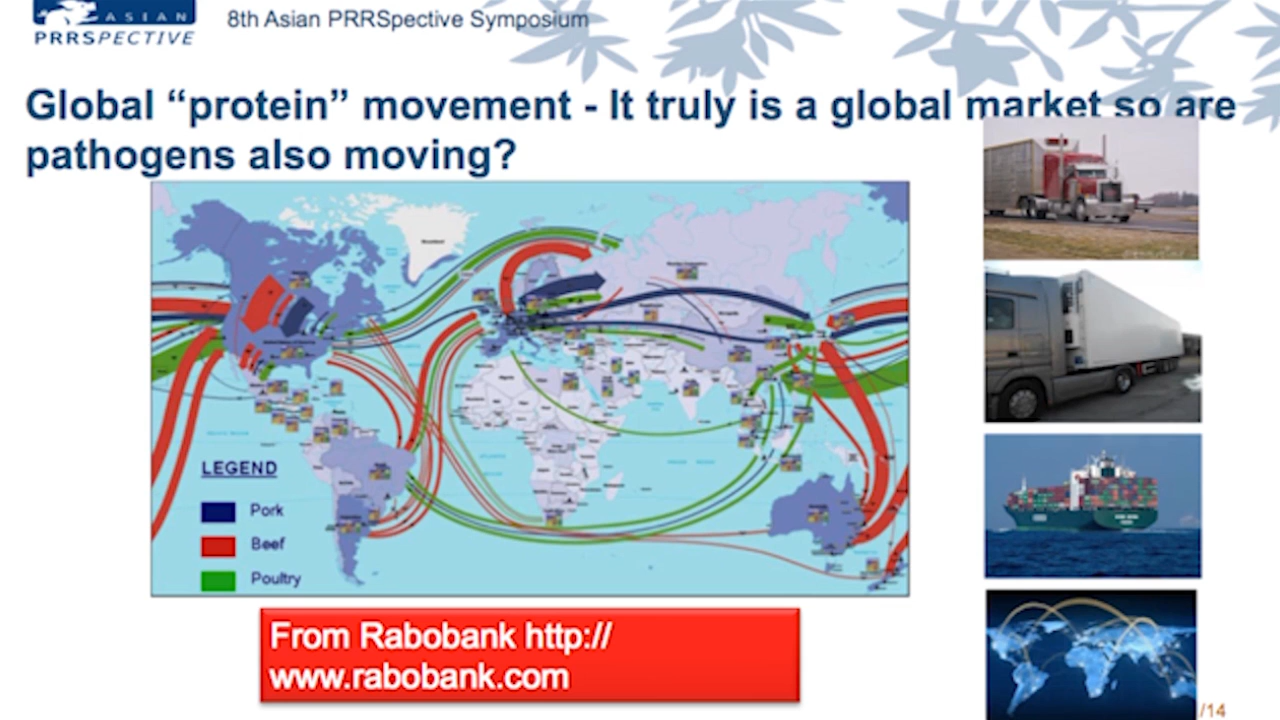 ASIAN
PRRSPECTIVE
8th Asian PRRSpective Symposium
Global “protein” movement - It truly is a global market so are
pathogens also moving?
LEGEND
Pork
Beef
Poultry
From Rabobank http://
www.rabobank.com
/14